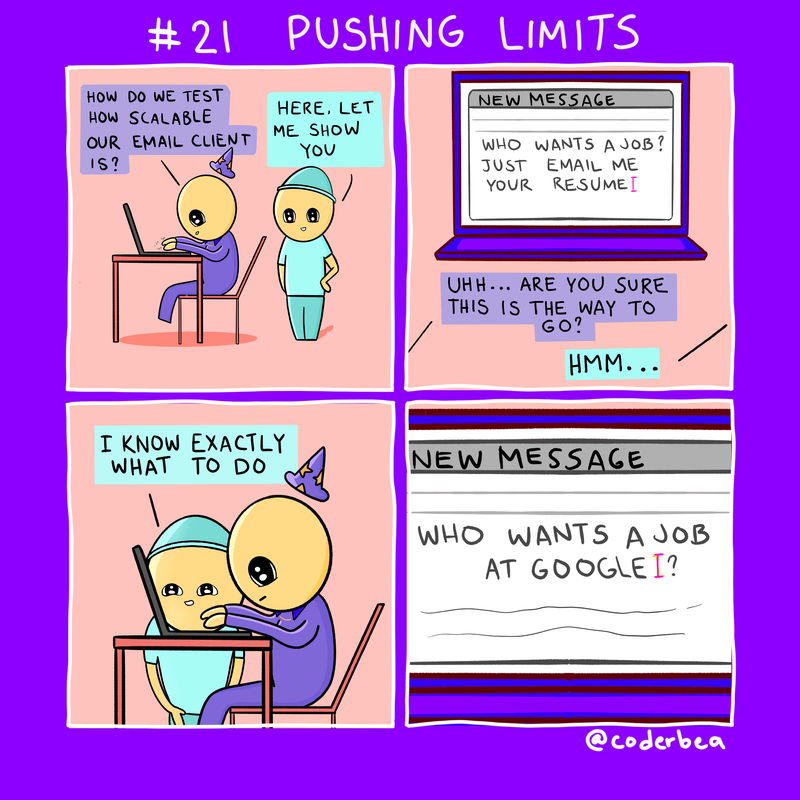 #21 PUSHING LIMITS
HOW DO WE TEST
HOW SCALABLE
OUR EMAIL CLIENT
IS?
HERE, LET
ME SHOW
YOU
NEW MESSAGE
WHO WANTS A JOB?
JUST EMAIL ME
YOUR RESUME
UHH... ARE YOU SURE
THIS IS THE WAY TO
GO?
HMM...
I KNOW EXACTLY
WHAT TO DO
NEW MESSAGE
WHO WANTS A JOB
AT GOOGLE?
@coderbea